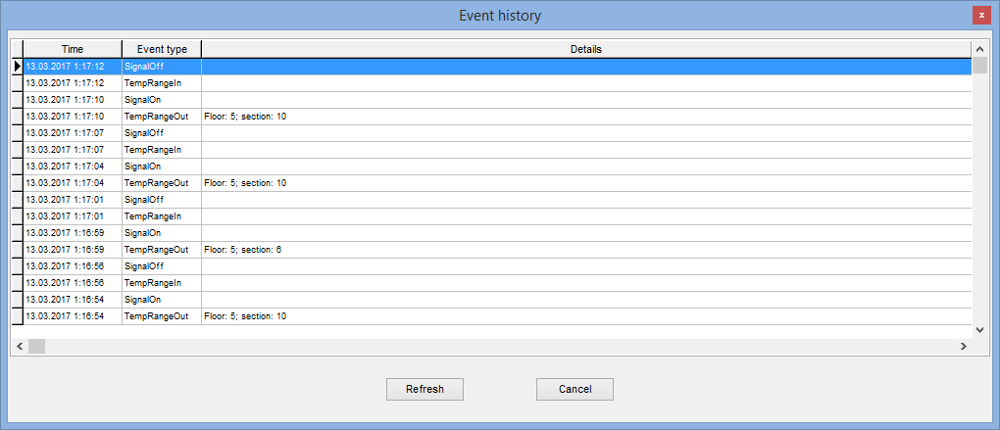 Event history
Time Event type Details
13.03.2017 1:17:12 SignalOff
13.03.2017 1:17:12 TempRangeIn
13.03.2017 1:17:10 SignalOn
13.03.2017 1:17:10 TempRangeOut Floor: 5; section: 10
13.03.2017 1:17:07 SignalOff
13.03.2017 1:17:07 TempRangeIn
13.03.2017 1:17:04 SignalOn
13.03.2017 1:17:04 TempRangeOut Floor: 5; section: 10
13.03.2017 1:17:01 SignalOff
13.03.2017 1:17:01 TempRangeIn
13.03.2017 1:16:59 SignalOn
13.03.2017 1:16:59 TempRangeOut Floor: 5; section: 6
13.03.2017 1:16:56 SignalOff
13.03.2017 1:16:56 TempRangeIn
13.03.2017 1:16:54 SignalOn
13.03.2017 1:16:54 TempRangeOut Floor: 5; section: 10
Refresh Cancel